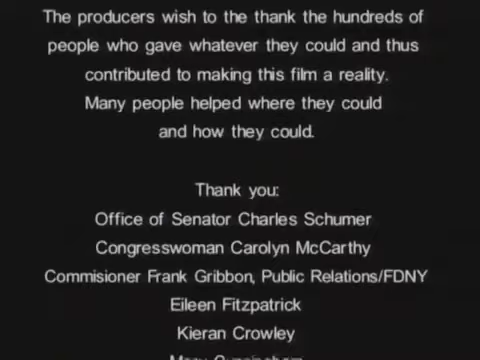 The producers wish to the thank the hundreds of
people who gave whatever they could and thus
contributed to making this film a reality.
Many people helped where they could
and how they could.
Thank you:
Office of Senator Charles Schumer
Congresswoman Carolyn McCarthy
Commisioner Frank Gribbon, Public Relations/FDNY
Eileen Fitzpatrick
Kieran Crowley